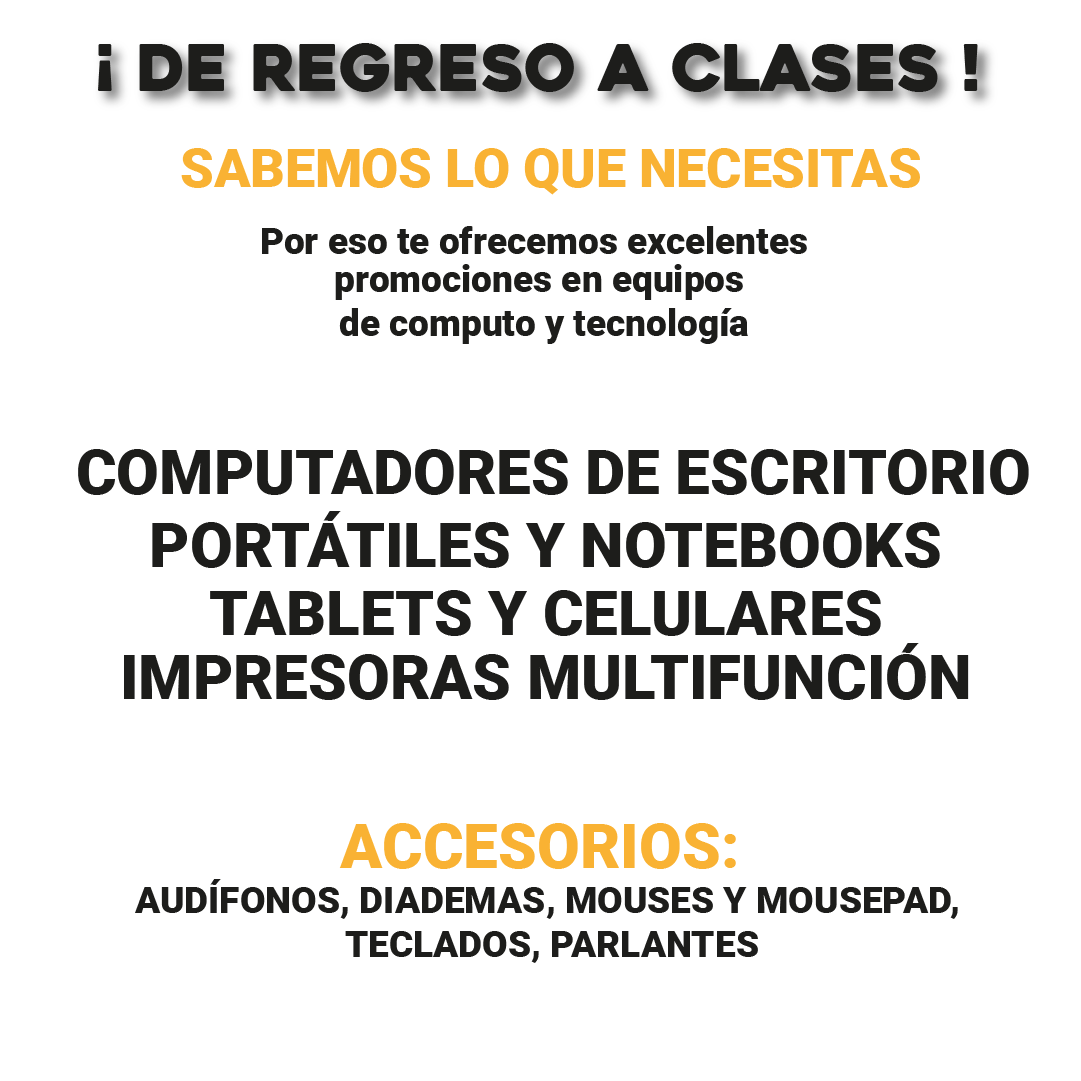 ¡ DE REGRESO A CLASES !
SABEMOS LO QUE NECESITAS
Por eso te ofrecemos excelentes
promociones en equipos
de computo y tecnología
COMPUTADORES DE ESCRITORIO
PORTÁTILES Y NOTEBOOKS
TABLETS Y CELULARES
IMPRESORAS MULTIFUNCIÓN
ACCESORIOS:
AUDÍFONOS, DIADEMAS, MOUSES Y MOUSEPAD,
TECLADOS, PARLANTES